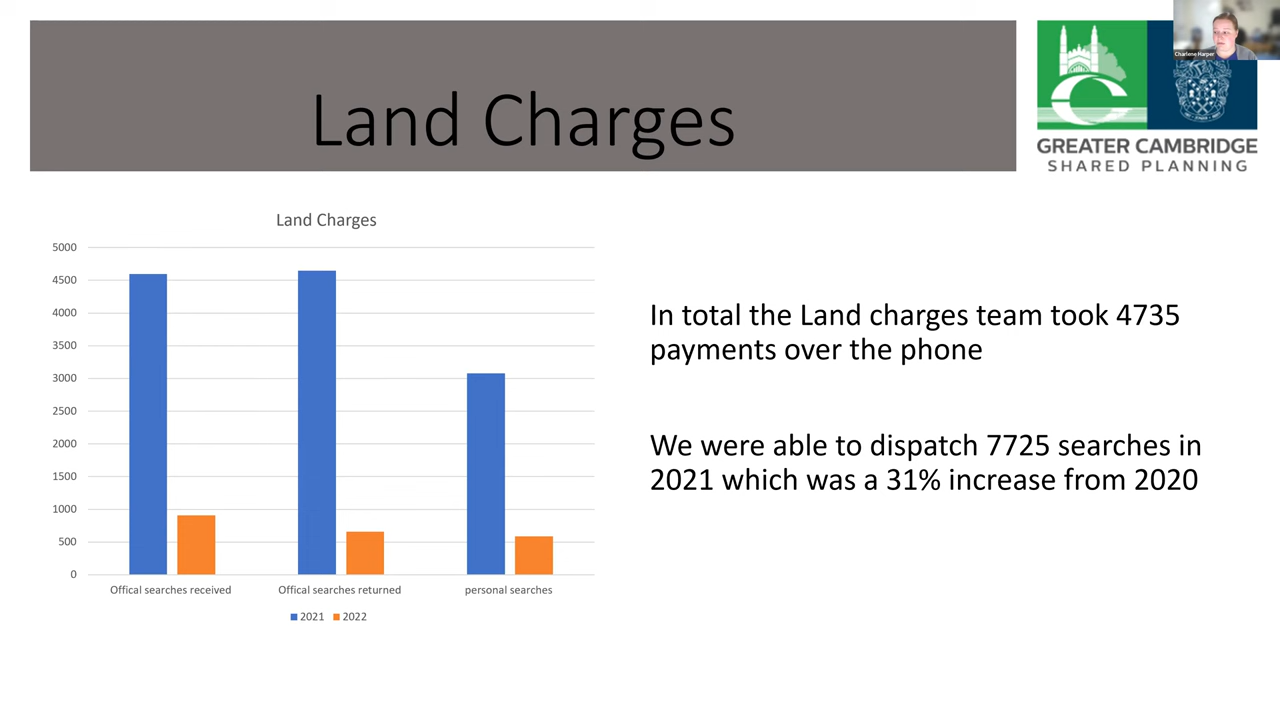 Land Charges
Charlene Harper
GREATER CAMBRIDGE
SHARED PLANNING
Land Charges
5000
4500
4000
3500
3000
2500
2000
1500
1000
500
0
Offical searches received
Offical searches returned
personal searches
2021
2022
In total the Land charges team took 4735
payments over the phone
We were able to dispatch 7725 searches in
2021 which was a 31% increase from 2020